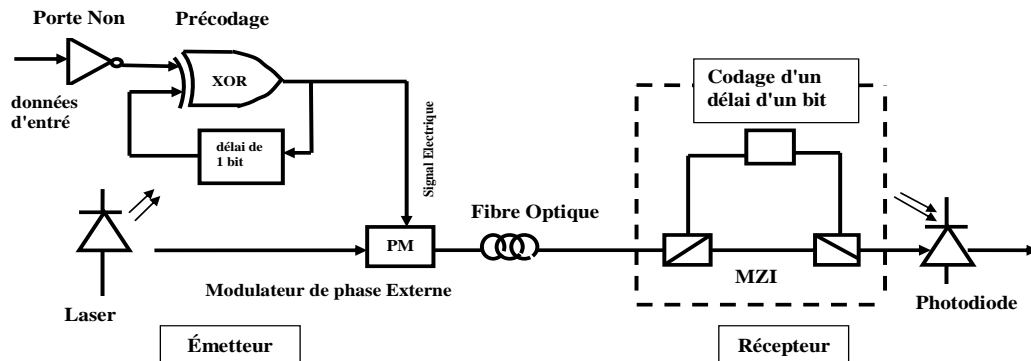 Porte Non
Précodage
XOR
données
d'entré
délai de
1 bit
Signal Electrique
Codage d'un
délai d'un bit
Fibre Optique
PM
MZI
Modulateur de phase Externe
Laser
Photodiode
Émetteur
Récepteur